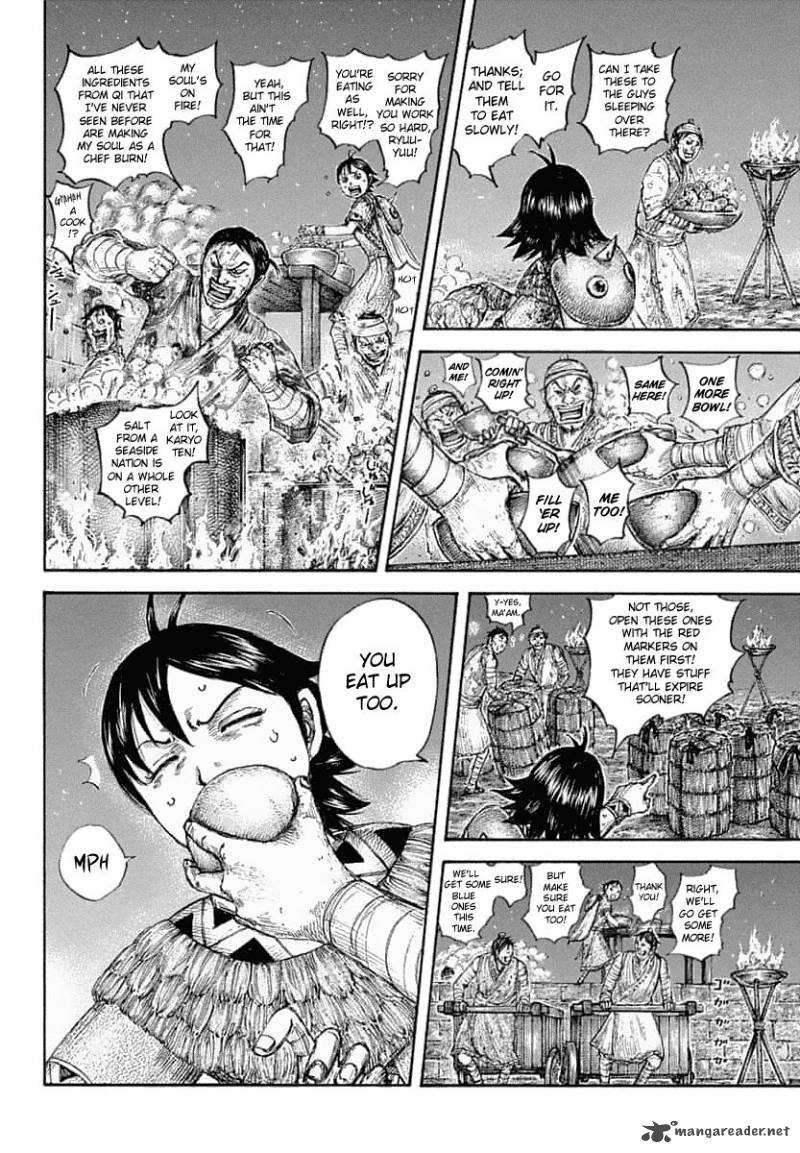 CAN I TAKE
THESE TO
THE GUYS
SLEEPING
OVER
THERE?
GO
FOR
IT.
THANKS;
AND TELL
THEM
TO EAT
SLOWLY!
ONE
MORE
BOWL!
SAME
HERE!
COMIN'
RIGHT
UP!
AND
ME!
ME
TOO!
FILL
'ER
UP!
SORRY
FOR
MAKING
YOU WORK
SO HARD,
RYUU-
YUU!
YOU'RE
EATING
AS
WELL,
RIGHT!?
YEAH,
BUT THIS
AIN'T
THE TIME
FOR
THAT!
MY
SOUL'S
ON
FIRE!
ALL THESE
INGREDIENTS
FROM QI THAT
I'VE NEVER
SEEN BEFORE
ARE MAKING
MY SOUL AS A
CHEF BURN!
A
COOK
!?
HOT
HOT
LOOK
AT IT,
KARYO
TEN!
SALT
FROM A
SEASIDE
NATION
IS ON
A WHOLE
OTHER
LEVEL!
NOT THOSE,
OPEN THESE ONES
WITH THE RED
MARKERS ON
THEM FIRST!
THEY HAVE STUFF
THAT'LL EXPIRE
SOONER!
Y-YES,
MA'AM.
RIGHT,
WE'LL
GO GET
SOME
MORE!
THANK
YOU!
BUT
MAKE
SURE
YOU EAT
TOO!
SURE!
WE'LL
GET SOME
BLUE
ONES
THIS
TIME.
YOU
EAT UP
TOO.
MPH
mangareader.net